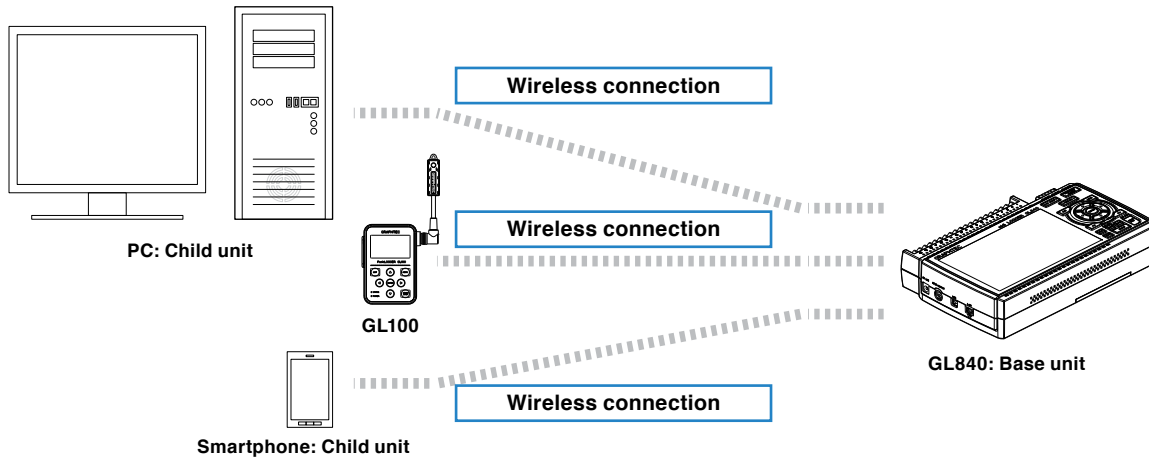 Wireless connection
PC: Child unit
Wireless connection
GL100
GL840: Base unit
Wireless connection
Smartphone: Child unit